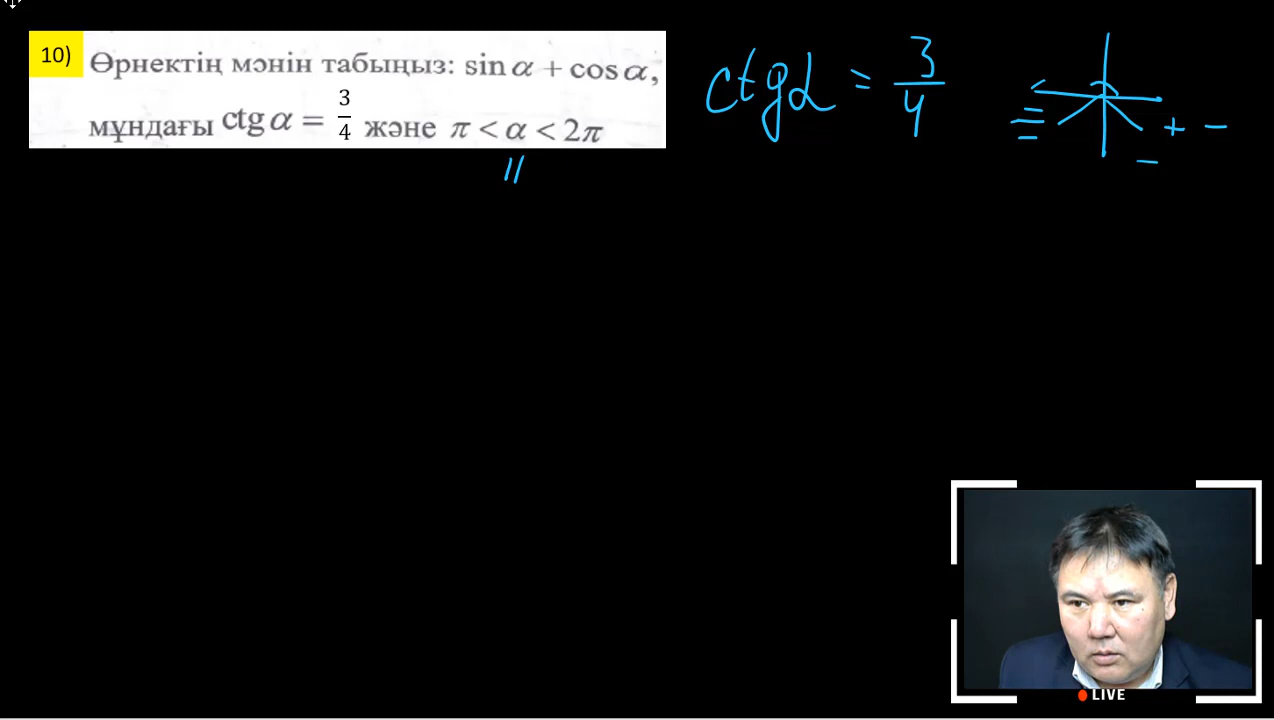 10) Өрнектің мәнін табыңыз: sin α + cos α,
мұндағы ctg α = 3/4 және π < α < 2π
ctgα = 3/4
+ −
−
LIVE